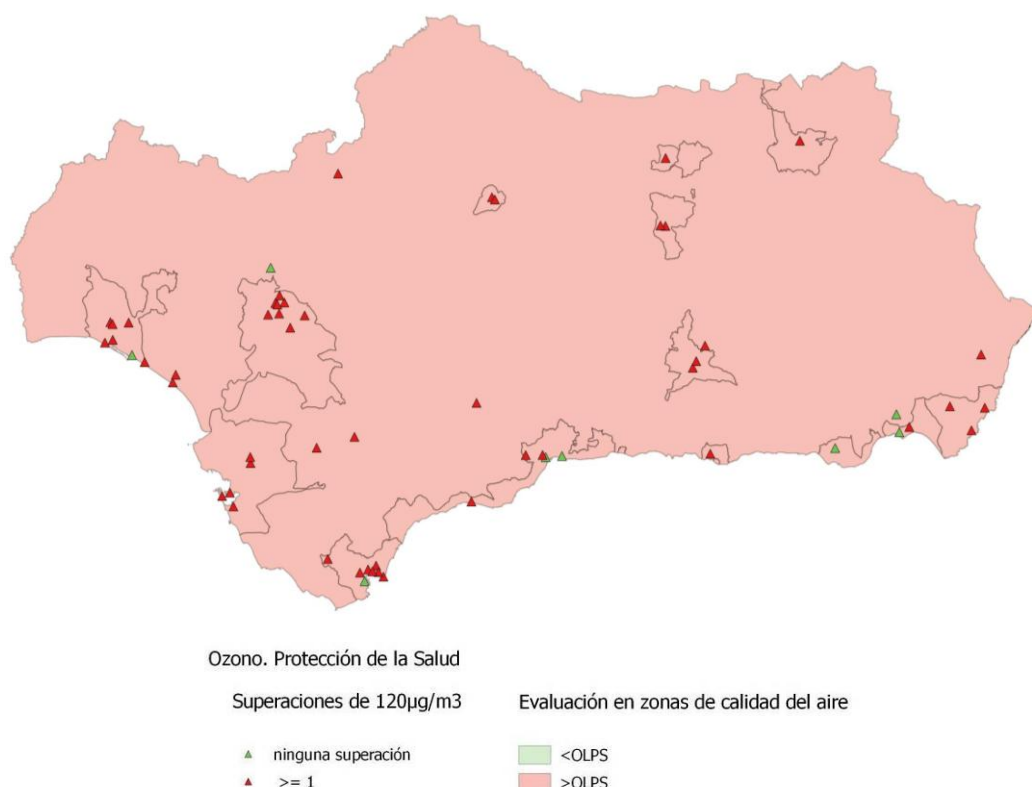 Ozono. Protección de la Salud
Superaciones de 120µg/m3 Evaluación en zonas de calidad del aire
ninguna superación <OLPS
>= 1 >OLPS